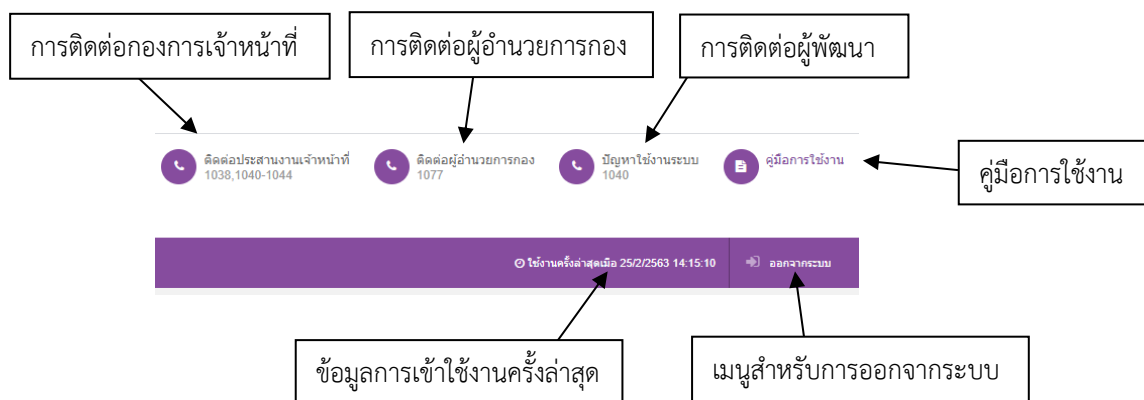 การติดต่อกองการเจ้าหน้าที่
การติดต่อผู้อำนวยการกอง
การติดต่อผู้พัฒนา
ติดต่อประสานงานเจ้าหน้าที่
1038,1040-1044
ติดต่อผู้อำนวยการกอง
1077
ปัญหาใช้งานระบบ
1040
คู่มือการใช้งาน
คู่มือการใช้งาน
ใช้งานครั้งล่าสุดเมื่อ 25/2/2563 14:15:10
ออกจากระบบ
ข้อมูลการเข้าใช้งานครั้งล่าสุด
เมนูสำหรับการออกจากระบบ